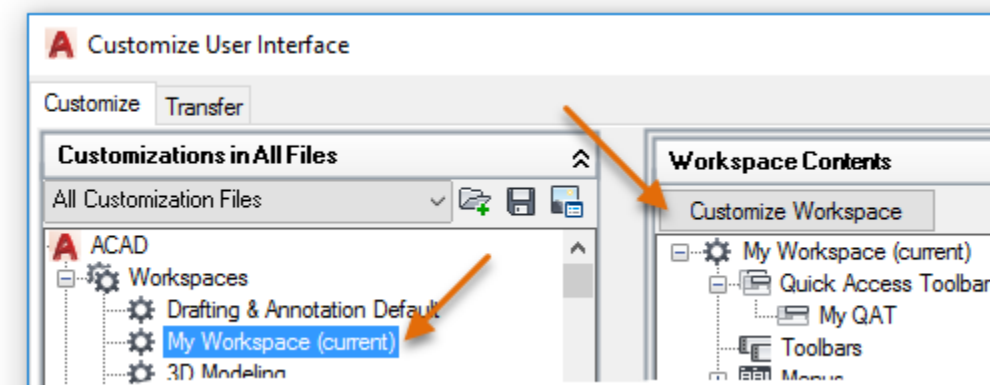 Customize User Interface
Customize Transfer
Customizations in All Files
All Customization Files
ACAD
Workspaces
Drafting & Annotation Default
My Workspace (current)
3D Modeling
Workspace Contents
Customize Workspace
My Workspace (current)
Quick Access Toolbar
My QAT
Toolbars
Menus